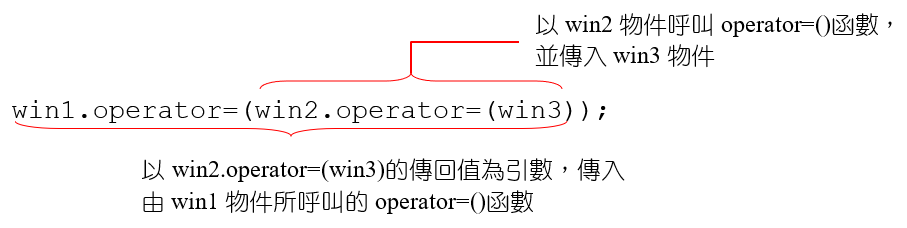 以 win2 物件呼叫 operator=()函數，
並傳入 win3 物件
win1.operator=(win2.operator=(win3));
以 win2.operator=(win3)的傳回值為引數，傳入
由 win1 物件所呼叫的 operator=()函數